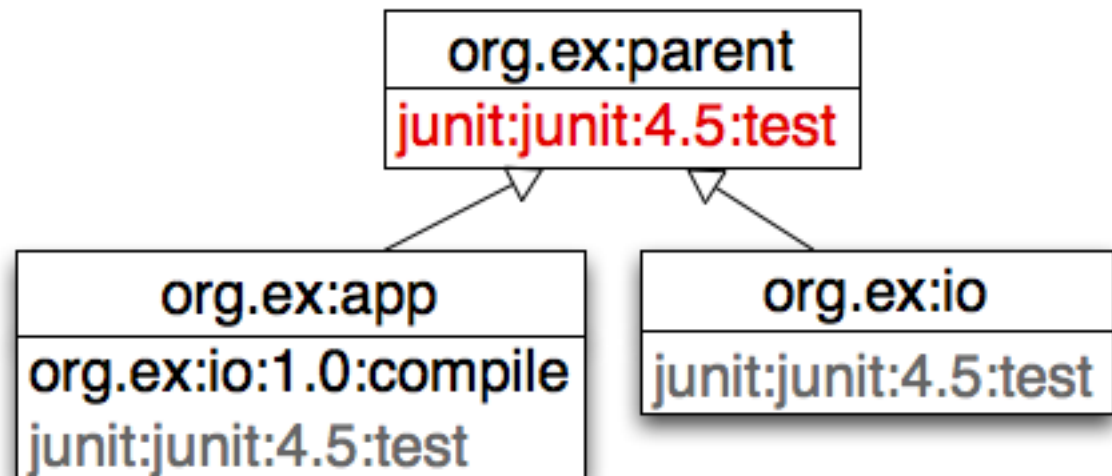 org.ex:parent
junit:junit:4.5:test
org.ex:app
org.ex:io:1.0:compile
junit:junit:4.5:test
org.ex:io
junit:junit:4.5:test